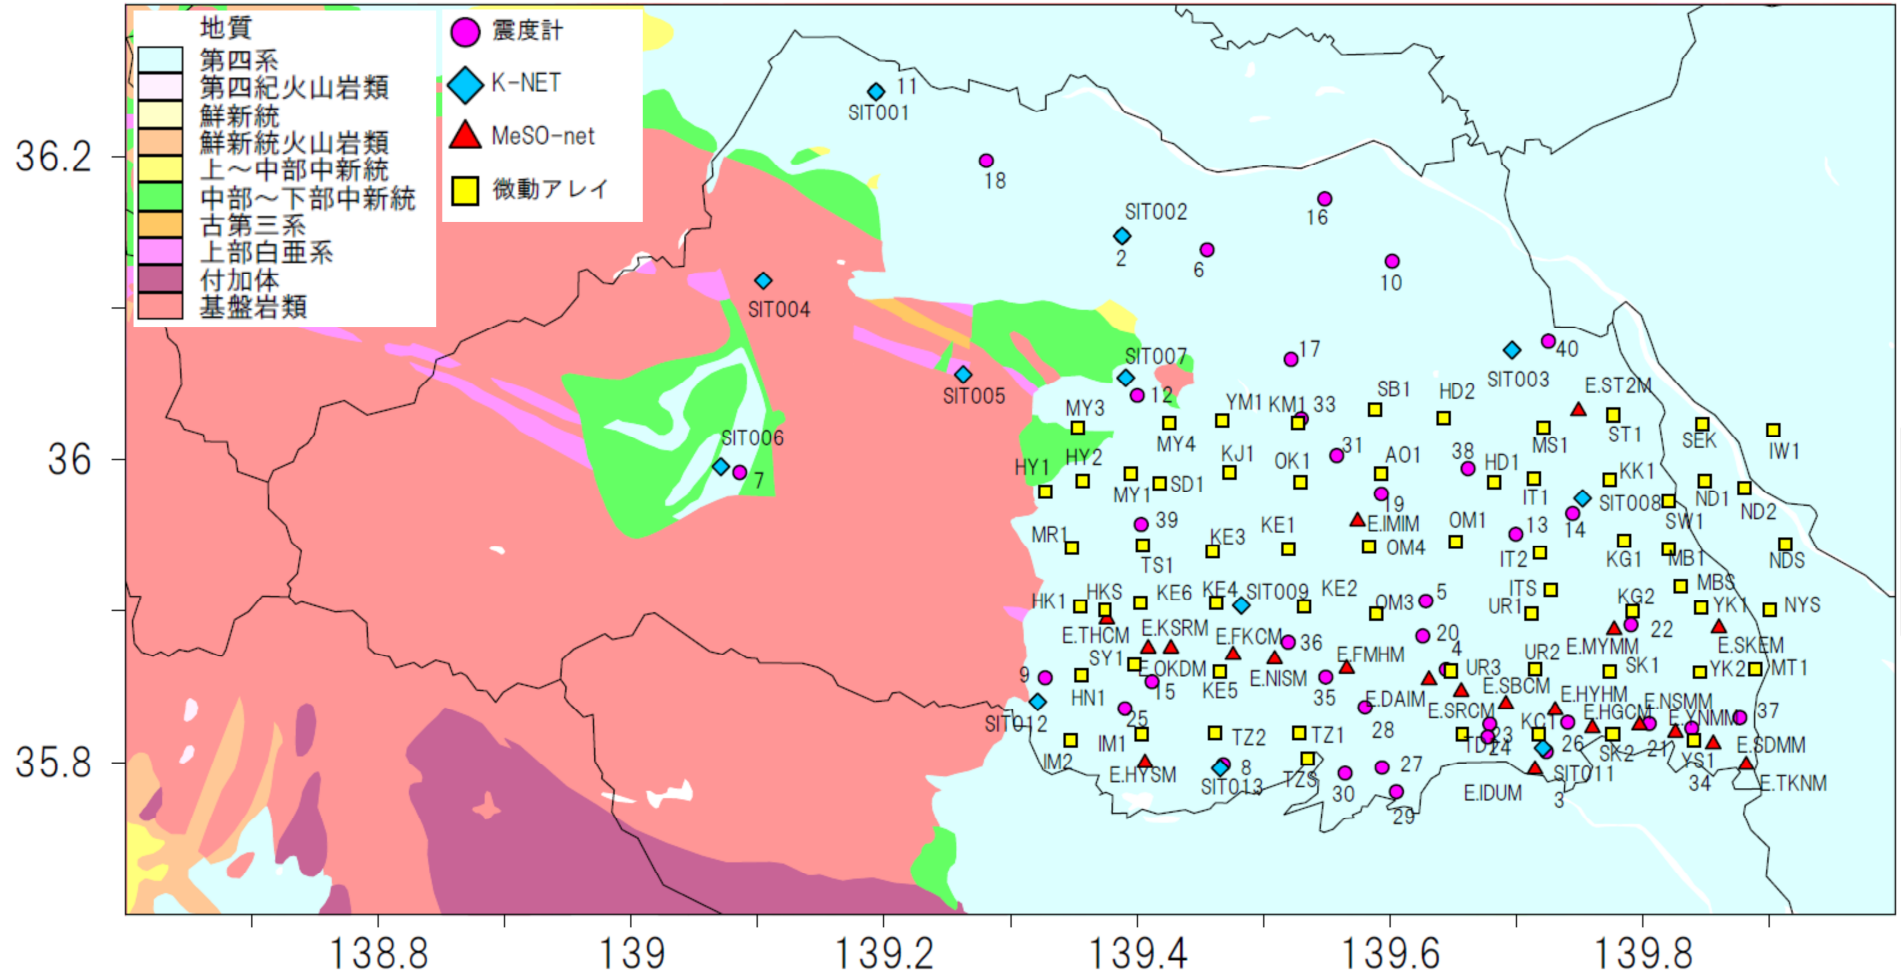 地質
第四系
第四紀火山岩類
鮮新統
鮮新統火山岩類
上～中部中新統
中部～下部中新統
古第三系
上部白亜系
付加体
基盤岩類
震度計
K-NET
MeSO-net
微動アレイ
36.2
36
35.8
138.8
139
139.2
139.4
139.6
139.8
11
SIT001
18
16
SIT002
2
6
10
SIT004
17
SIT007
12
SIT005
40
SIT003
E.ST2M
MY3
MY4
YM1
KM1
33
SB1
HD2
MS1
ST1
SEK
IW1
SIT006
7
HY1
HY2
MY1
SD1
KJ1
OK1
31
AO1
19
38
HD1
IT1
KK1
SIT008
ND1
ND2
SW1
39
MR1
TS1
KE3
KE1
E.IMIM
OM4
OM1
13
14
IT2
KG1
MB1
NDS
HK1
HKS
KE6
KE4
SIT009
KE2
OM3
5
ITS
UR1
KG2
MBS
YK1
NYS
E.THCM
E.KSRM
E.FKCM
36
20
4
22
E.MYMM
E.SKEM
9
SY1
E.OKDM
HN1
15
KE5
E.NISM
35
E.FMHM
UR3
UR2
SK1
YK2
MT1
SIT012
25
28
E.DAIM
E.SBCM
E.HYHM
E.NSMM
E.SRCM
KC1
E.HGCM
E.YNMM
37
IM2
IM1
E.HYSM
TZ2
8
SIT013
TZ1
TZS
TD1
23
24
26
SK2
21
YS1
34
E.SDMM
30
27
29
E.IDUM
SIT011
3
E.TKNM